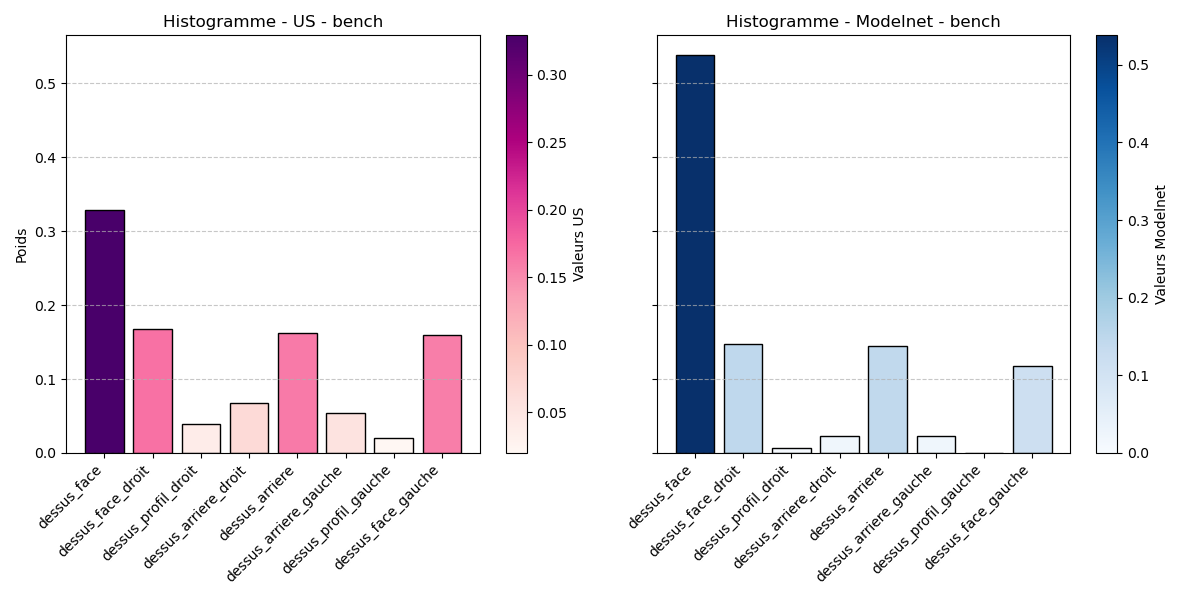 Histogramme - US - bench
Poids
0.5
0.4
0.3
0.2
0.1
0.0
dessus_face
dessus_face_droit
dessus_profil_droit
dessus_arriere_droit
dessus_arriere
dessus_arriere_gauche
dessus_profil_gauche
dessus_face_gauche
0.30
0.25
0.20
0.15
0.10
0.05
Valeurs US
Histogramme - Modelnet - bench
dessus_face
dessus_face_droit
dessus_profil_droit
dessus_arriere_droit
dessus_arriere
dessus_arriere_gauche
dessus_profil_gauche
dessus_face_gauche
0.5
0.4
0.3
0.2
0.1
0.0
Valeurs Modelnet